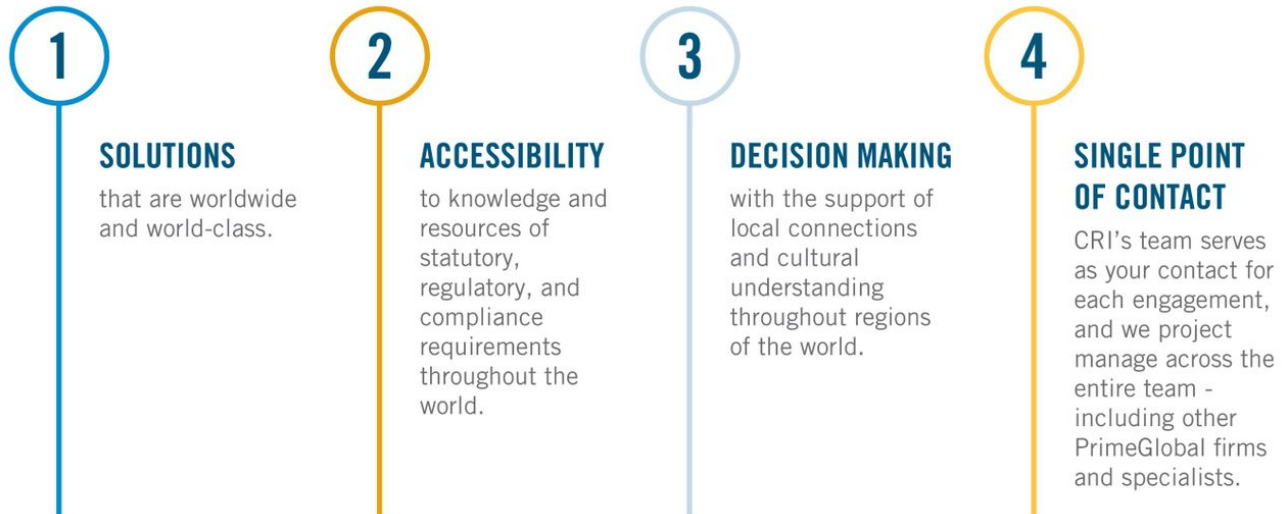 1
SOLUTIONS
that are worldwide
and world-class.
2
ACCESSIBILITY
to knowledge and
resources of
statutory,
regulatory, and
compliance
requirements
throughout the
world.
3
DECISION MAKING
with the support of
local connections
and cultural
understanding
throughout regions
of the world.
4
SINGLE POINT
OF CONTACT
CRI's team serves
as your contact for
each engagement,
and we project
manage across the
entire team -
including other
PrimeGlobal firms
and specialists.